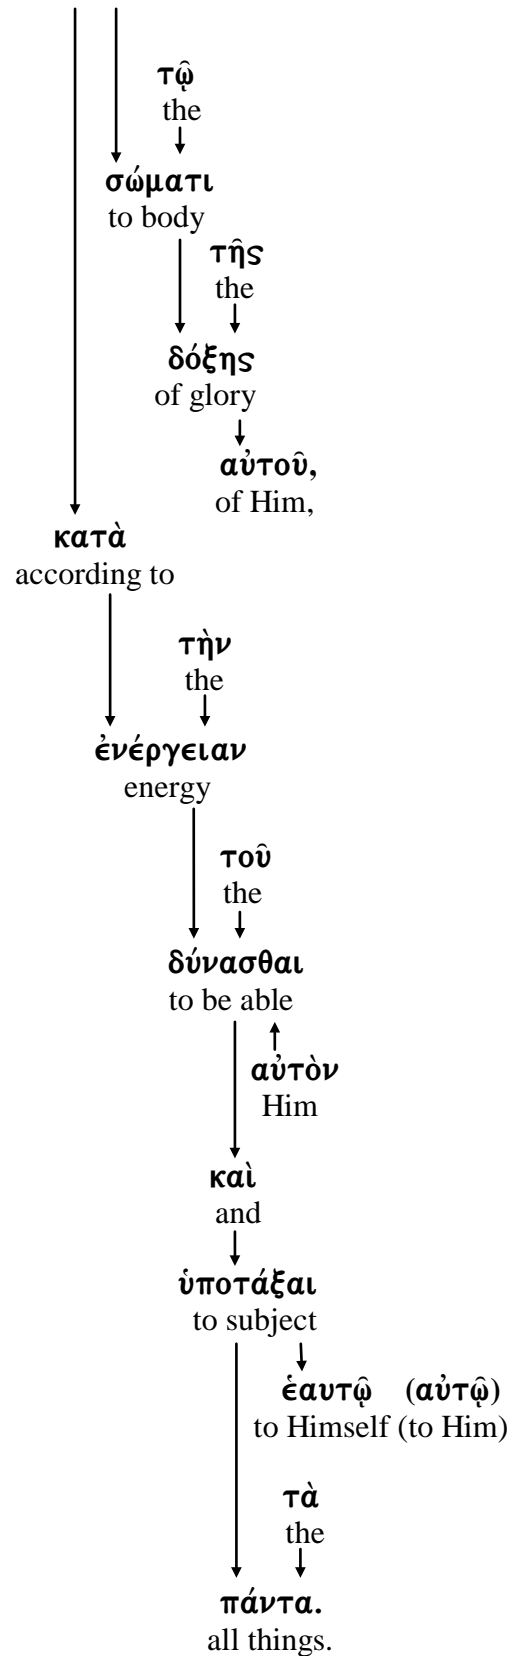 τῷ
the
σώματι
to body
τῆς
the
δόξης
of glory
αὐτοῦ,
of Him,
κατὰ
according to
τὴν
the
ἐνέργειαν
energy
τοῦ
the
δύνασθαι
to be able
αὐτὸν
Him
καὶ
and
ὑποτάξαι
to subject
ἑαυτῷ (αὐτῷ)
to Himself (to Him)
τὰ
the
πάντα.
all things.